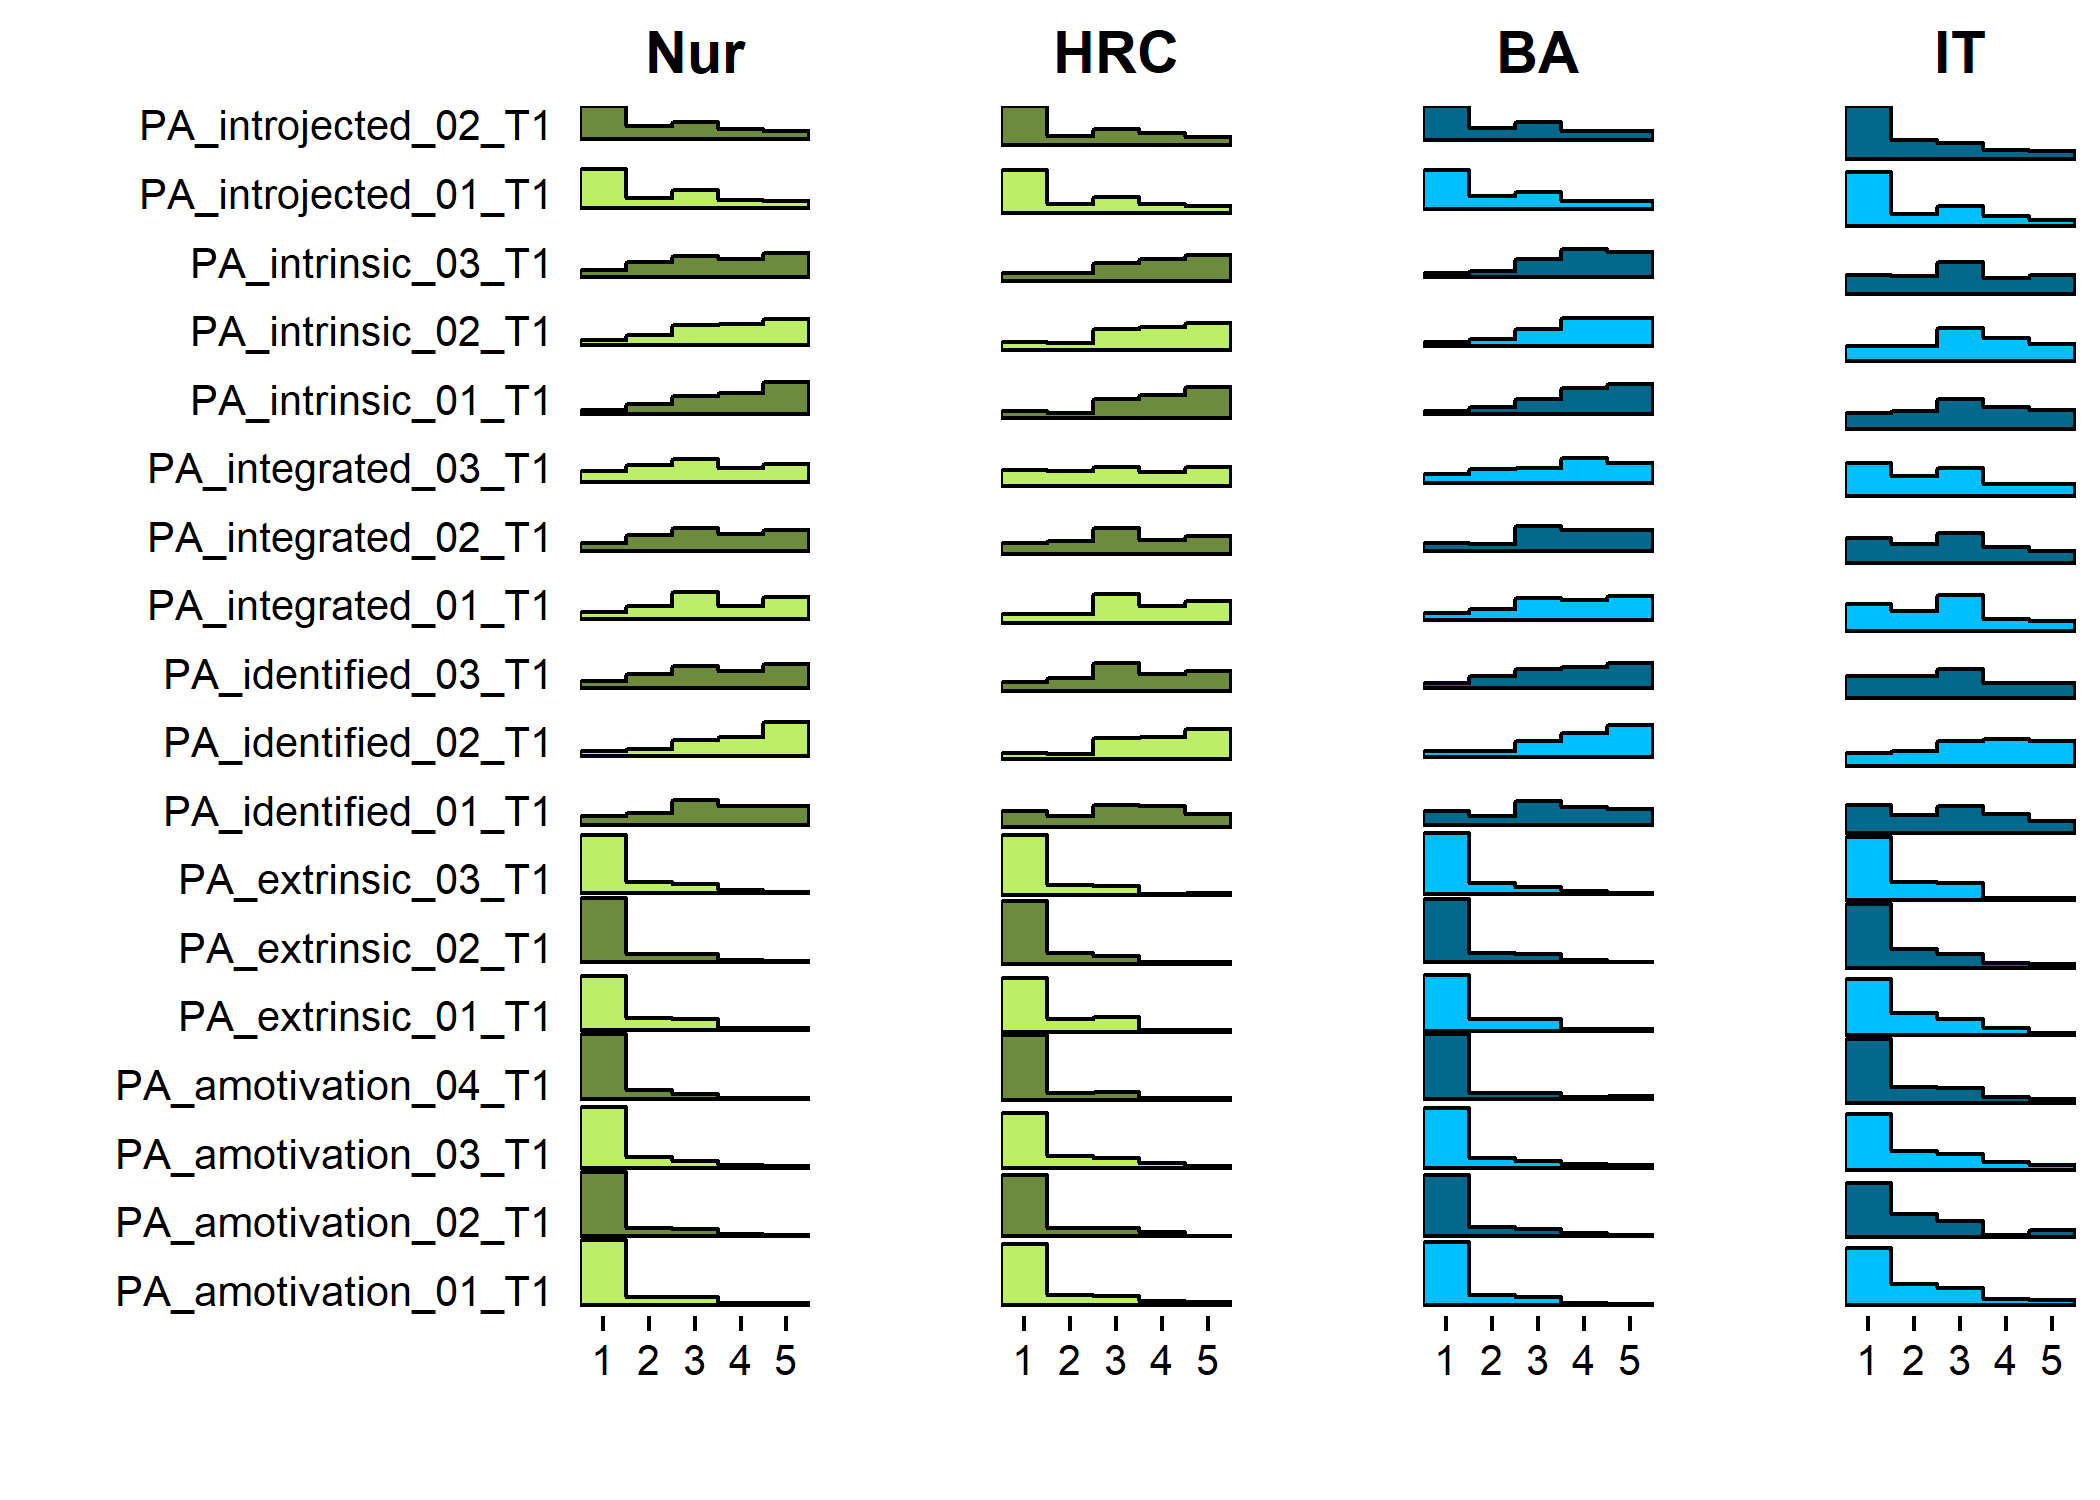 Nur HRC BA IT
PA_introjected_02_T1
PA_introjected_01_T1
PA_intrinsic_03_T1
PA_intrinsic_02_T1
PA_intrinsic_01_T1
PA_integrated_03_T1
PA_integrated_02_T1
PA_integrated_01_T1
PA_identified_03_T1
PA_identified_02_T1
PA_identified_01_T1
PA_extrinsic_03_T1
PA_extrinsic_02_T1
PA_extrinsic_01_T1
PA_amotivation_04_T1
PA_amotivation_03_T1
PA_amotivation_02_T1
PA_amotivation_01_T1
1 2 3 4 5 1 2 3 4 5 1 2 3 4 5 1 2 3 4 5